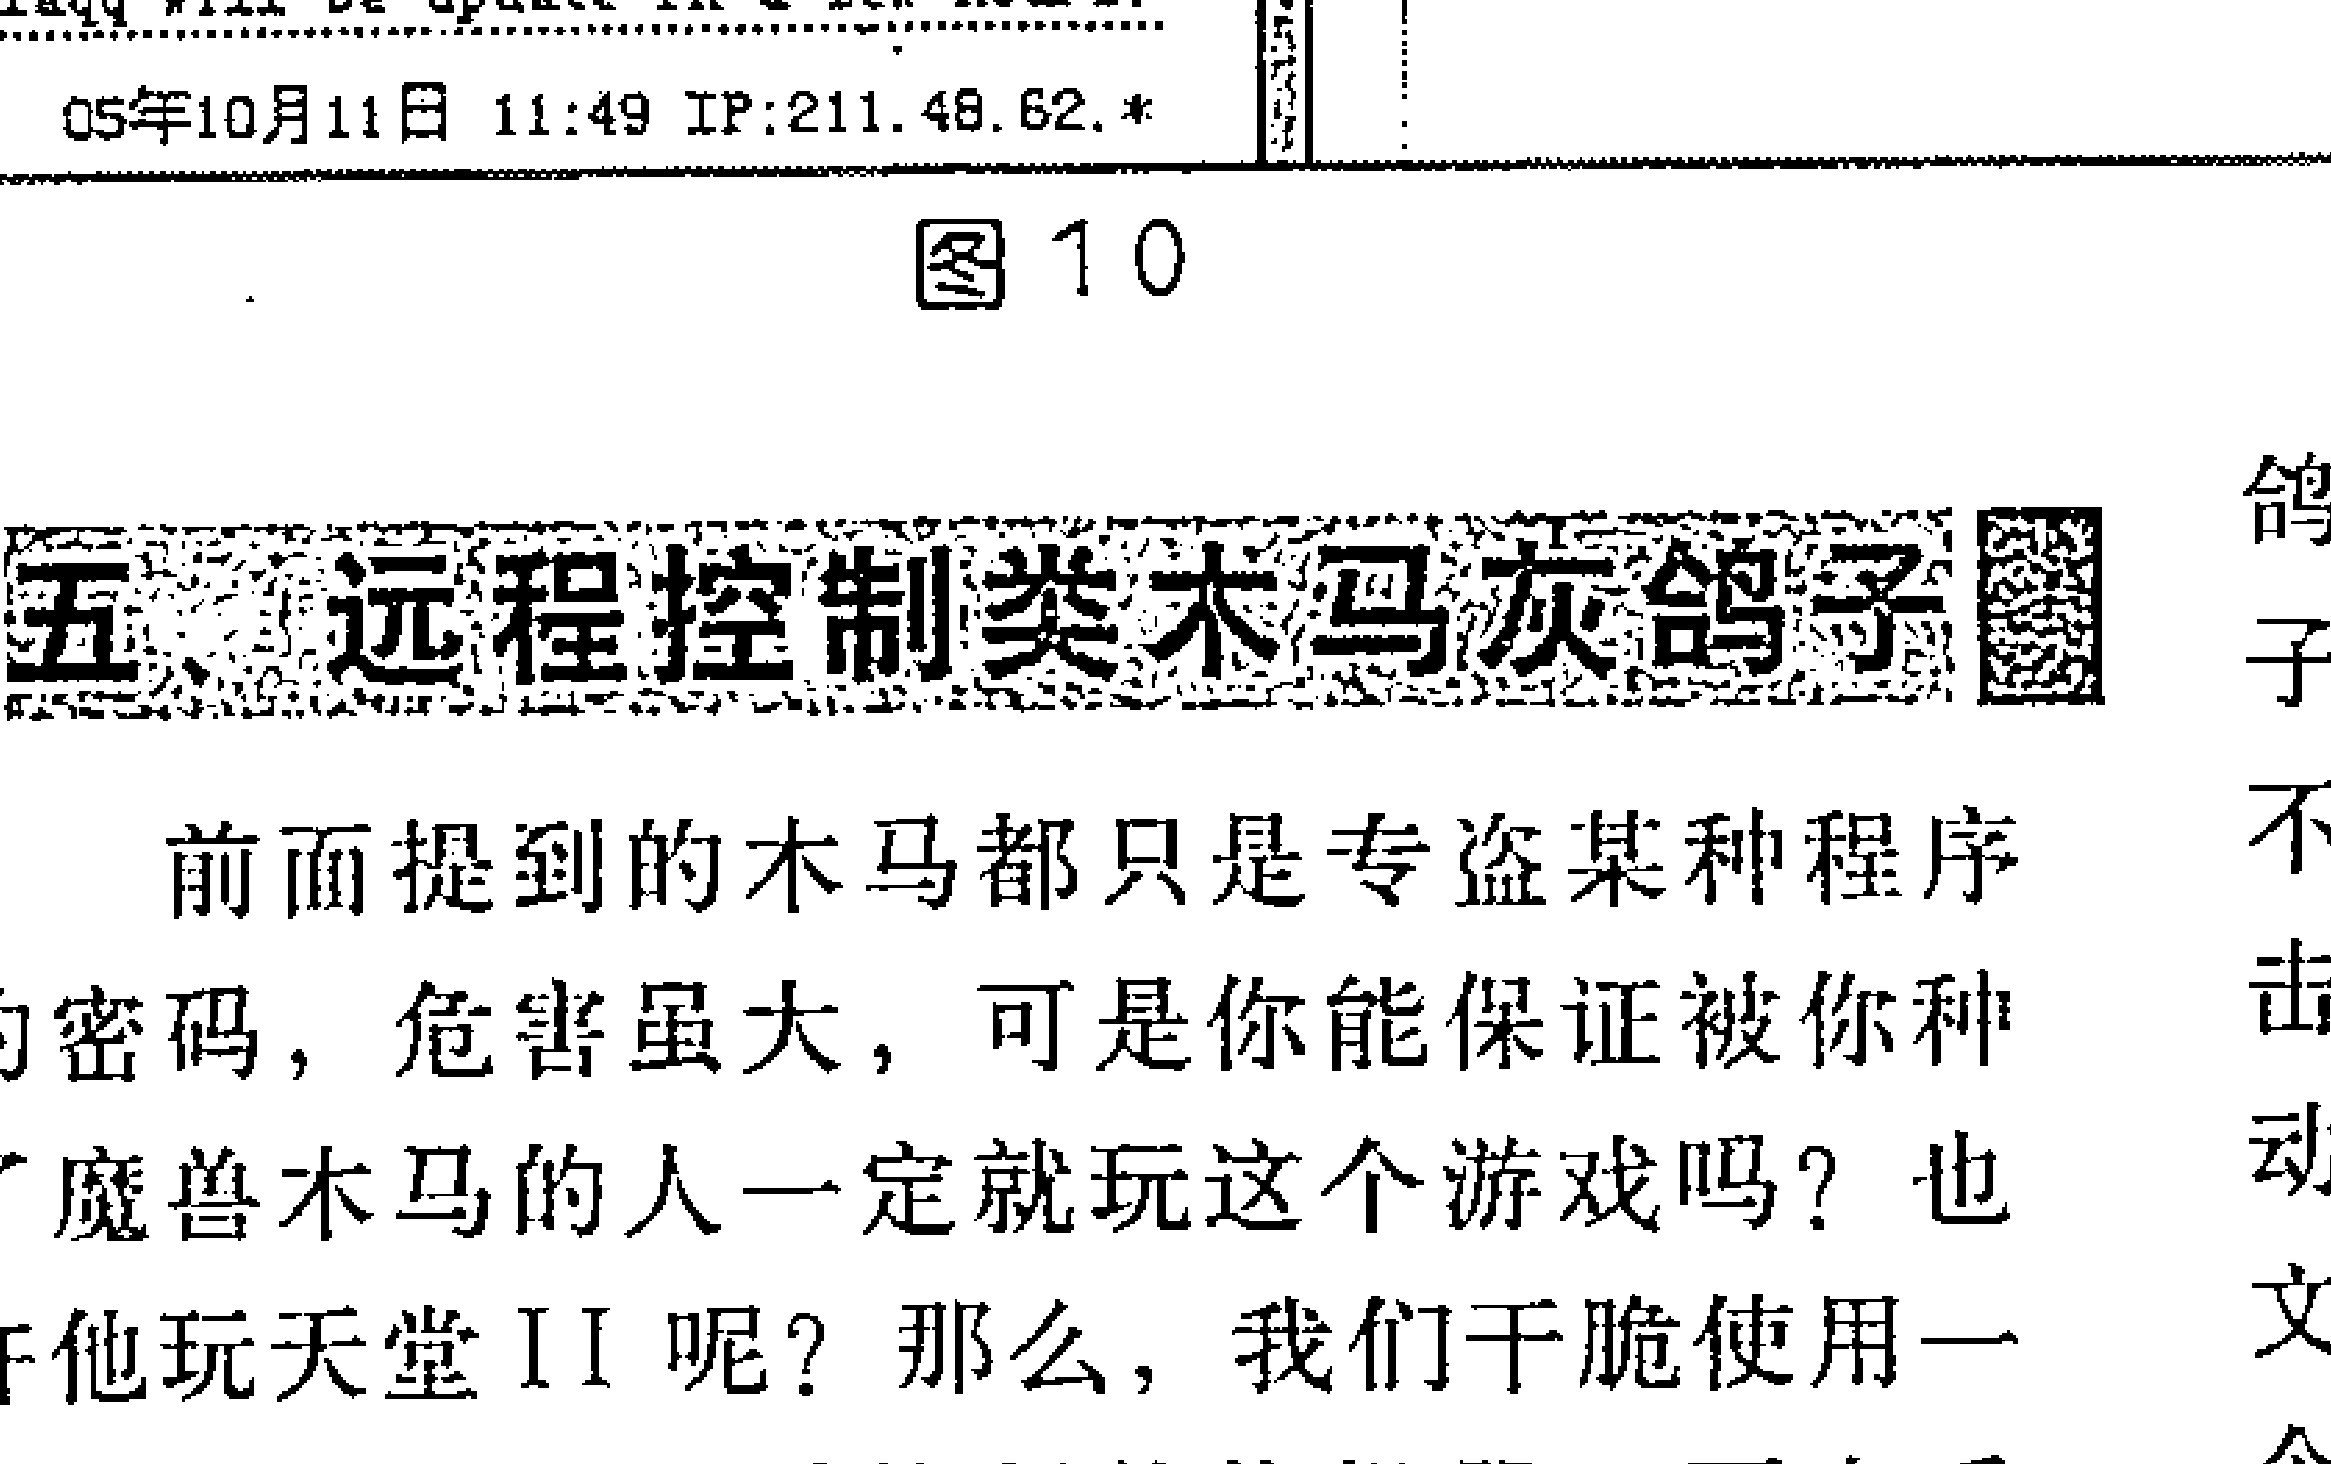 will be update in a
05年10月11日 11:49 IP:211.48.62.*
图 10
五、远程控制类木马灰鸽子
前面提到的木马都只是专盗某种程序
的密码，危害虽大，可是你能保证被你种
了魔兽木马的人一定就玩这个游戏吗？也
许他玩天堂II 呢？那么，我们干脆使用一
鸽
子
不
击
动
文